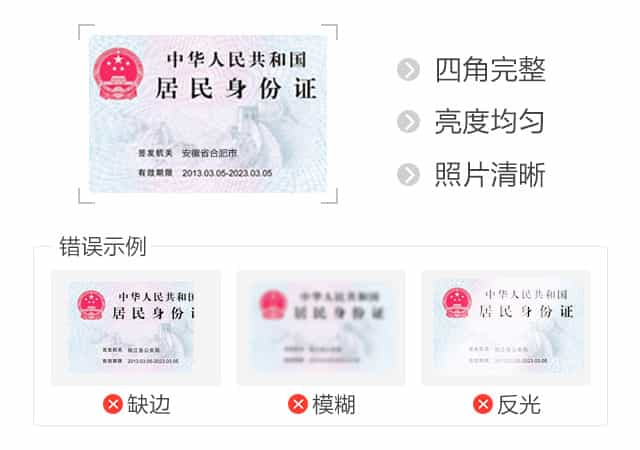 中华人民共和国
居民身份证
签发机关 安徽省合肥市
有效期限 2013.03.05-2023.03.05
四角完整
亮度均匀
照片清晰
错误示例
中华人民共和国
居民身份证
签发机关
有效期限 2013.03.05-2023.03.05
缺边
中华人民共和国
居民身份证
模糊
中华人民共和国
居民身份证
签发机关
有效期限 2013.03.05-2023.03.05
反光